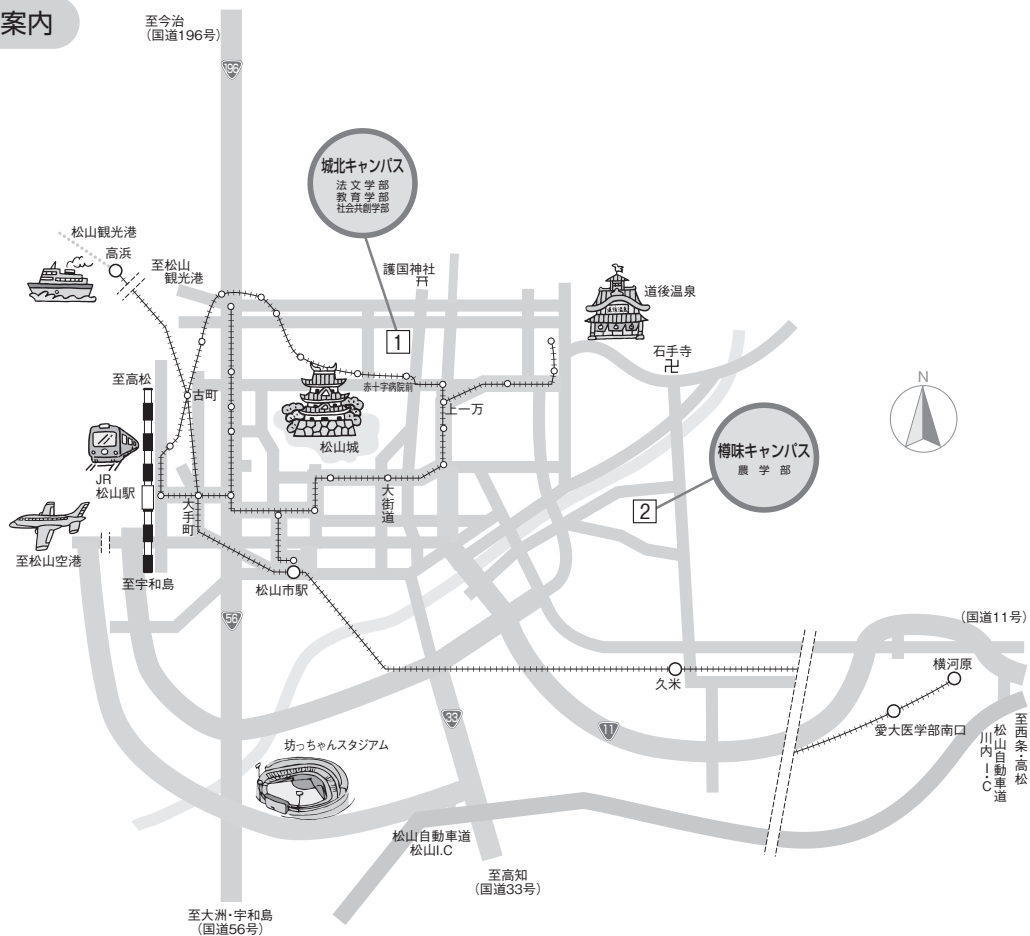 案内
至今治
（国道196号）
196
城北キャンパス
法文学部
教育学部
社会共創学部
松山観光港
高浜
至松山
観光港
護国神社
道後温泉
石手寺
1
至高松
古町
赤十字病院前
上一万
N
松山城
樽味キャンパス
農学部
JR
松山駅
大手町
大街道
2
至松山空港
至宇和島
松山市駅
56
（国道11号）
久米
横河原
愛大医学部南口
33
11
至西条・高松
松山自動車道
川内I・C
坊っちゃんスタジアム
松山自動車道
松山I.C
至高知
（国道33号）
至大洲・宇和島
（国道56号）